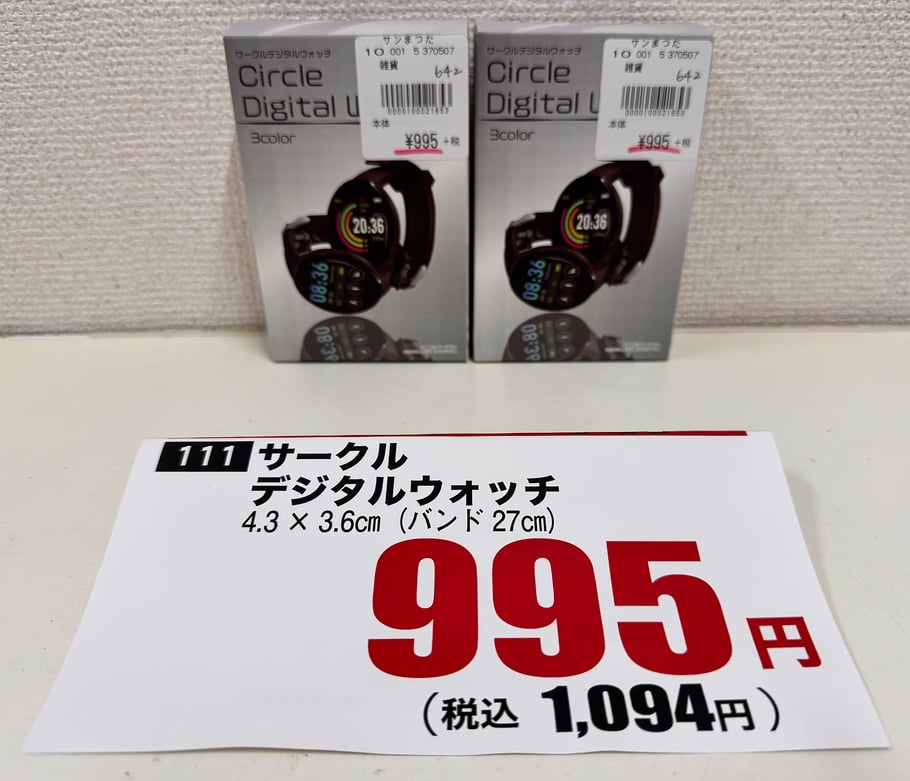 サークルデジタルウォッチ
Circle
Digital
3color
サンまつだ
10 001 5 370507
雑貨
642
0000100021853
本体
¥995 +税
20:36
08:36
サークルデジタルウォッチ
Circle
Digital
3color
サンまつだ
10 001 5 370507
雑貨
642
0000100021853
本体
¥995 +税
20:36
08:36
111 サークル
デジタルウォッチ
4.3 × 3.6㎝ (バンド 27㎝)
995円
(税込 1,094円)